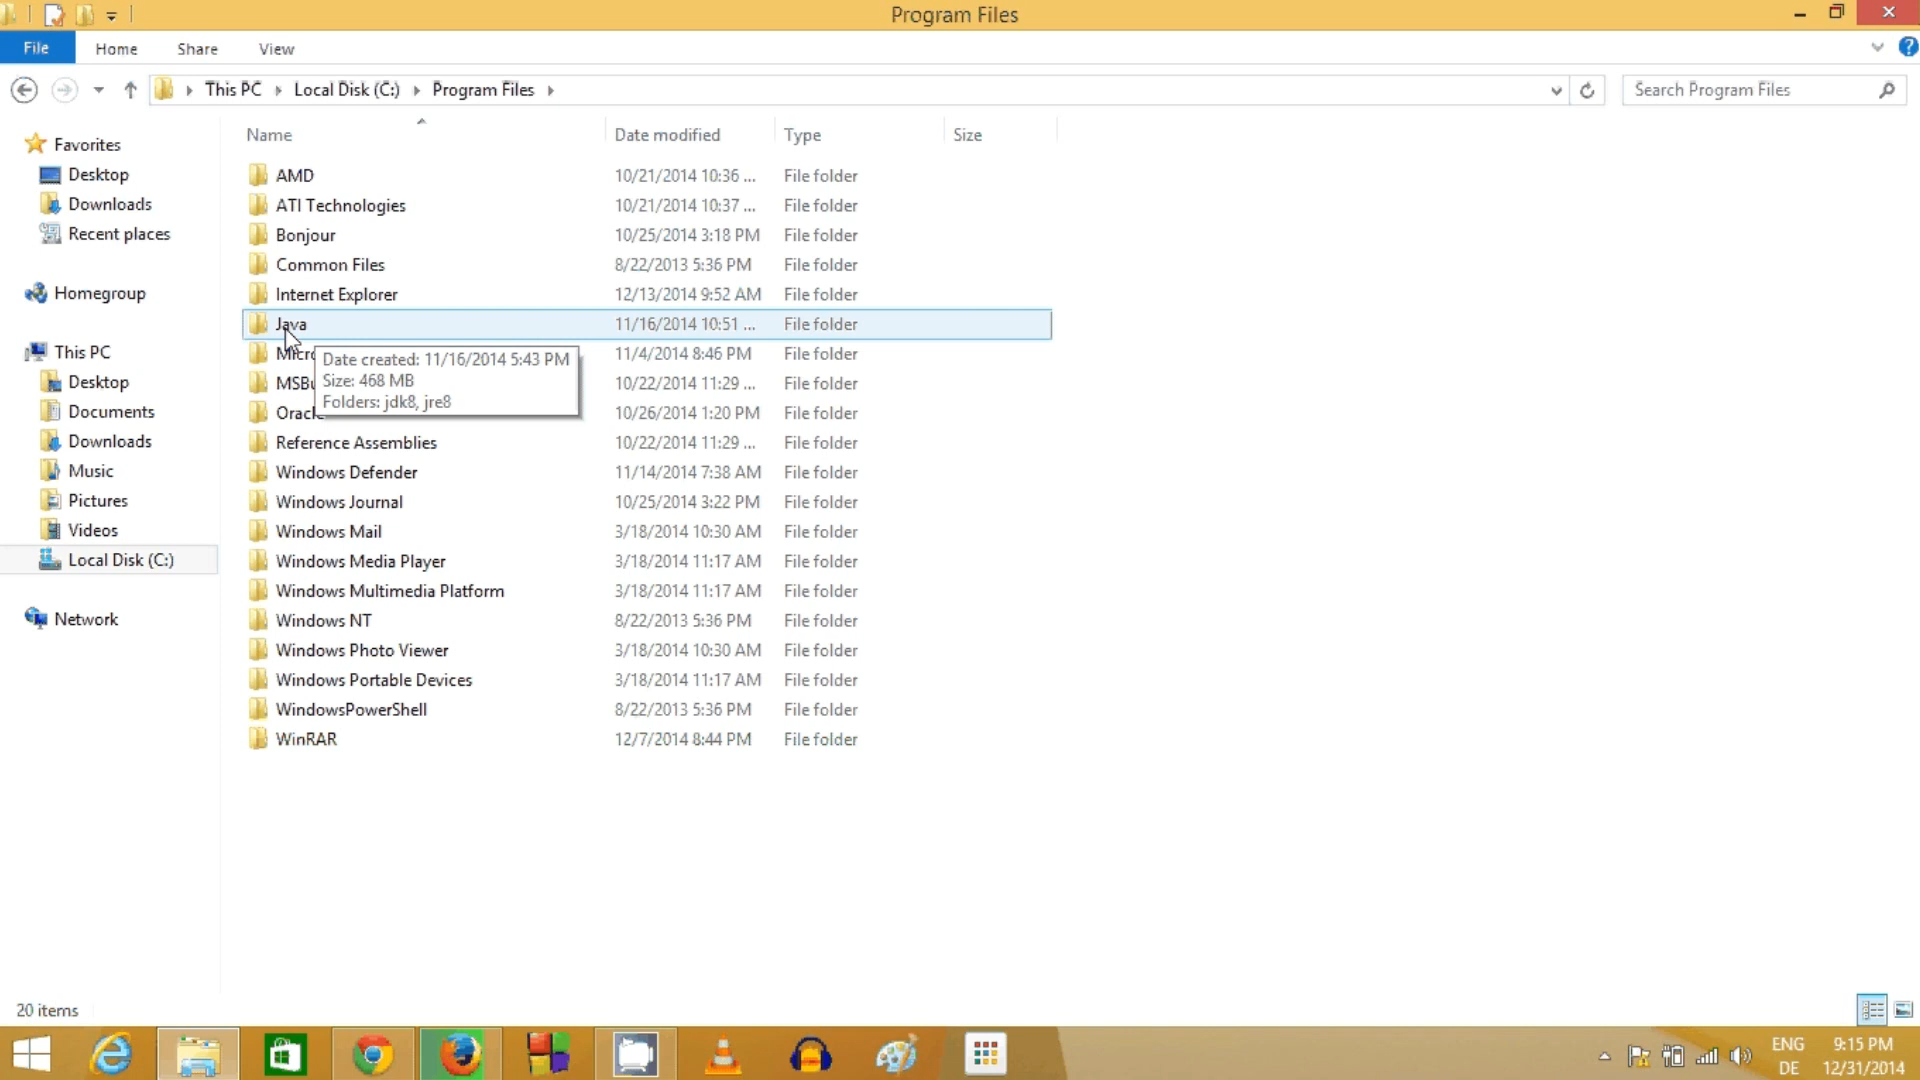 Program Files
File Home Share View
This PC Local Disk (C:) Program Files
Search Program Files
Name Date modified Type Size
Favorites
Desktop
Downloads
Recent places
Homegroup
This PC
Desktop
Documents
Downloads
Music
Pictures
Videos
Local Disk (C:)
Network
AMD 10/21/2014 10:36 ... File folder
ATI Technologies 10/21/2014 10:37 ... File folder
Bonjour 10/25/2014 3:18 PM File folder
Common Files 8/22/2013 5:36 PM File folder
Internet Explorer 12/13/2014 9:52 AM File folder
Java 11/16/2014 10:51 ... File folder
11/4/2014 8:46 PM File folder
10/22/2014 11:29 ... File folder
10/26/2014 1:20 PM File folder
Date created: 11/16/2014 5:43 PM
Size: 468 MB
Folders: jdk8, jre8
Reference Assemblies 10/22/2014 11:29 ... File folder
Windows Defender 11/14/2014 7:38 AM File folder
Windows Journal 10/25/2014 3:22 PM File folder
Windows Mail 3/18/2014 10:30 AM File folder
Windows Media Player 3/18/2014 11:17 AM File folder
Windows Multimedia Platform 3/18/2014 11:17 AM File folder
Windows NT 8/22/2013 5:36 PM File folder
Windows Photo Viewer 3/18/2014 10:30 AM File folder
Windows Portable Devices 3/18/2014 11:17 AM File folder
WindowsPowerShell 8/22/2013 5:36 PM File folder
WinRAR 12/7/2014 8:44 PM File folder
20 items
ENG 9:15 PM
DE 12/31/2014